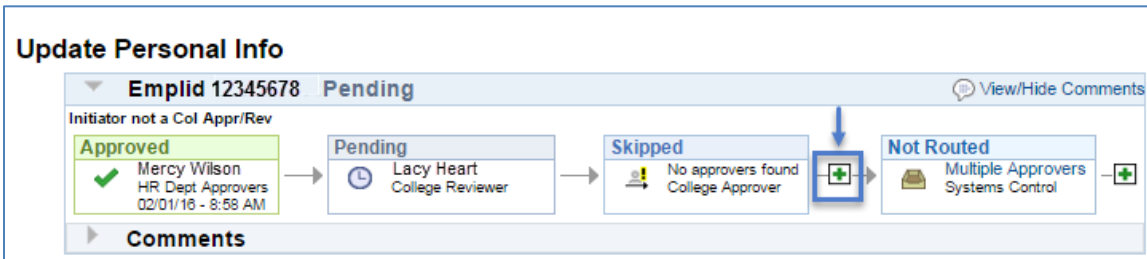 Update Personal Info
Emplid 12345678 Pending
View/Hide Comments
Initiator not a Col Appr/Rev
Approved
Mercy Wilson
HR Dept Approvers
02/01/16 - 8:58 AM
Pending
Lacy Heart
College Reviewer
Skipped
No approvers found
College Approver
Not Routed
Multiple Approvers
Systems Control
Comments